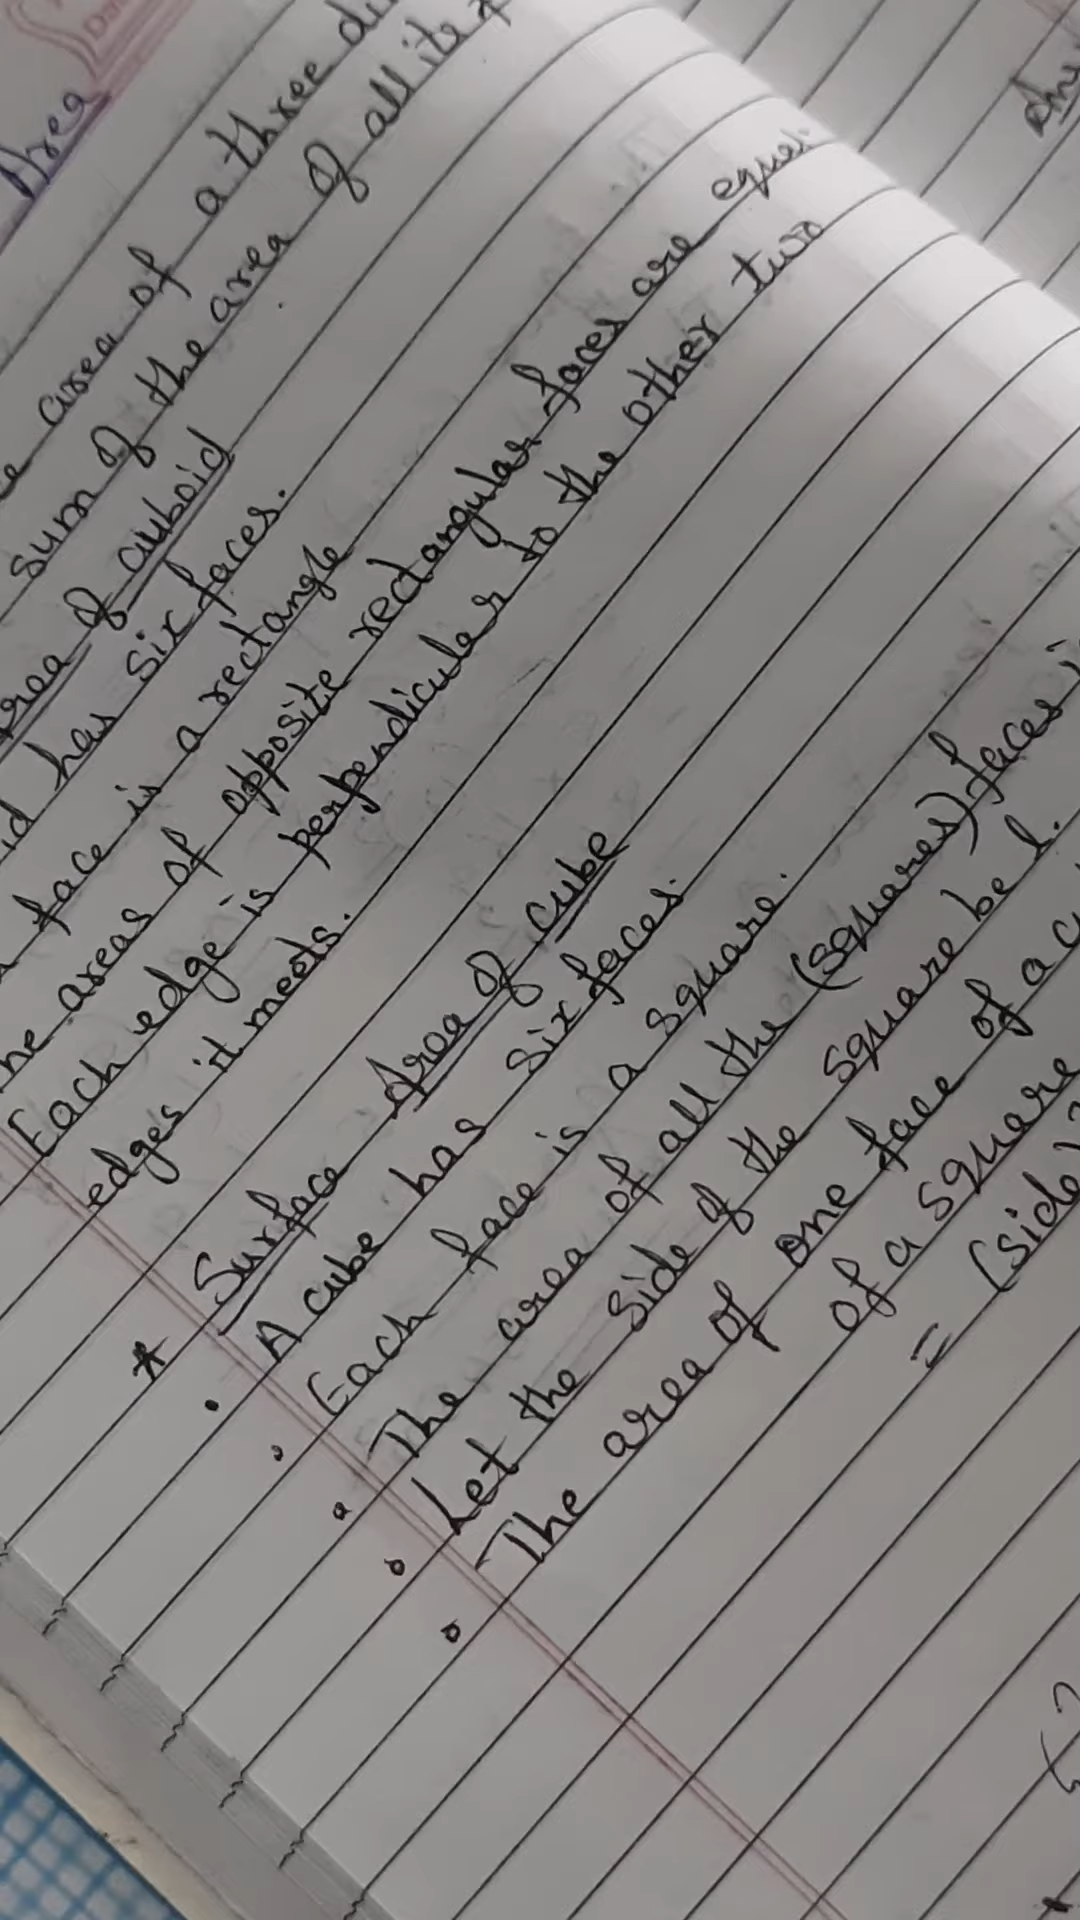 Area
area of a three
sum of the area of all its
Area of cuboid
has six faces.
face is a rectangle
The areas of opposite rectangular faces are equal
Each edge is perpendicular to the other two
edges it meets.
* Surface Area of cube
• A cube has six faces.
• Each face is a square.
• The area of all the (squares) faces
• Let the side of the square be l.
• The area of one face of a
of a square
= (side)²